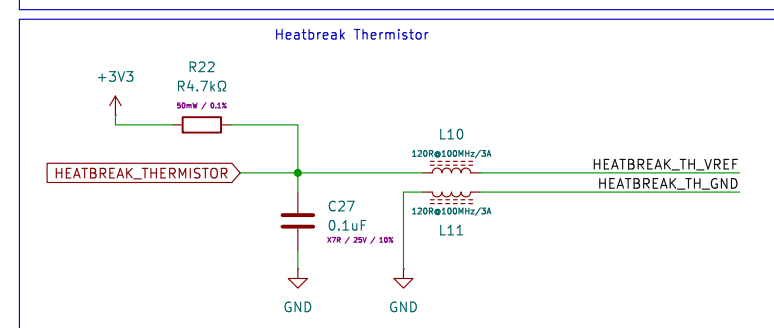 Heatbreak Thermistor
R22
R4.7kΩ
50mW / 0.1%
+3V3
L10
120R@100MHz/3A
HEATBREAK_TH_VREF
HEATBREAK_THERMISTOR
HEATBREAK_TH_GND
120R@100MHz/3A
L11
C27
0.1uF
X7R / 25V / 10%
GND
GND